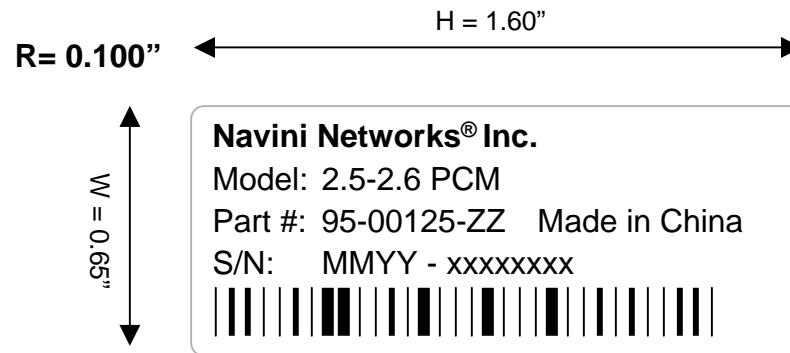 H = 1.60”
R= 0.100”
W = 0.65”
Navini Networks® Inc.
Model: 2.5-2.6 PCM
Part #: 95-00125-ZZ Made in China
S/N: MMYY - xxxxxxxx